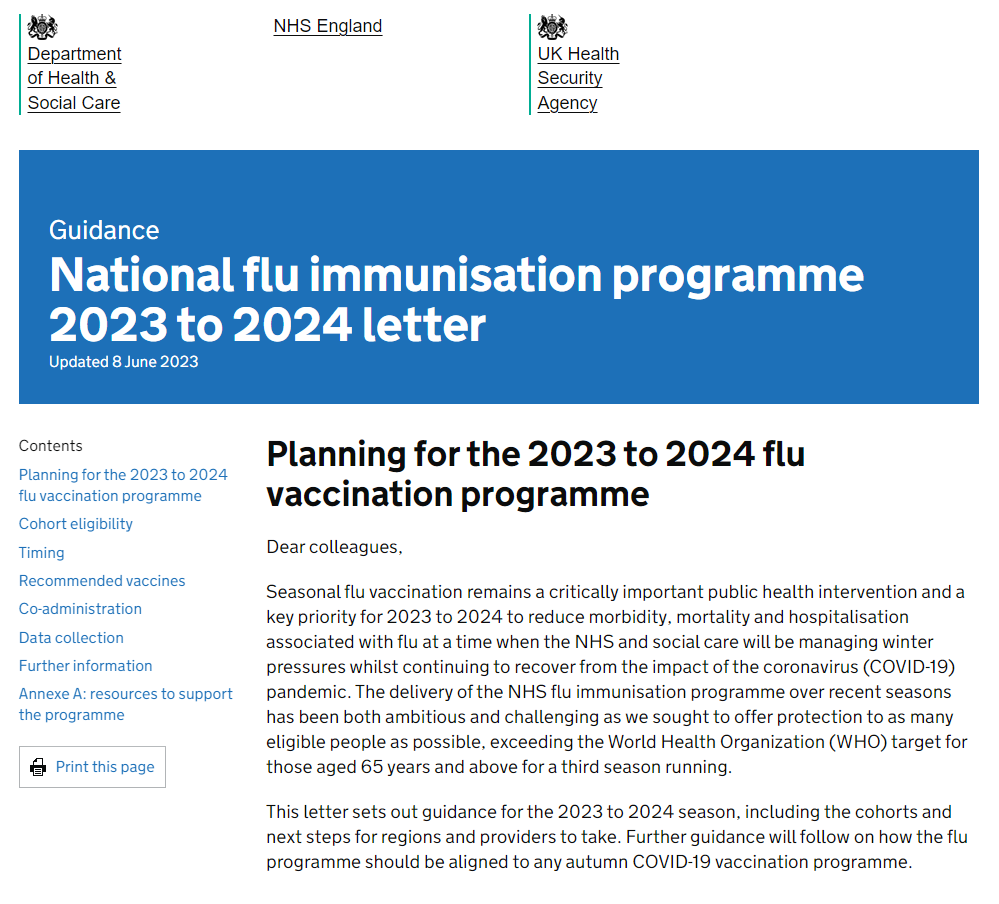 Department
of Health &
Social Care
NHS England
UK Health
Security
Agency
Guidance
National flu immunisation programme
2023 to 2024 letter
Updated 8 June 2023
Contents
Planning for the 2023 to 2024
flu vaccination programme
Cohort eligibility
Timing
Recommended vaccines
Co-administration
Data collection
Further information
Annexe A: resources to support
the programme
Print this page
Planning for the 2023 to 2024 flu
vaccination programme
Dear colleagues,
Seasonal flu vaccination remains a critically important public health intervention and a
key priority for 2023 to 2024 to reduce morbidity, mortality and hospitalisation
associated with flu at a time when the NHS and social care will be managing winter
pressures whilst continuing to recover from the impact of the coronavirus (COVID-19)
pandemic. The delivery of the NHS flu immunisation programme over recent seasons
has been both ambitious and challenging as we sought to offer protection to as many
eligible people as possible, exceeding the World Health Organization (WHO) target for
those aged 65 years and above for a third season running.
This letter sets out guidance for the 2023 to 2024 season, including the cohorts and
next steps for regions and providers to take. Further guidance will follow on how the flu
programme should be aligned to any autumn COVID-19 vaccination programme.